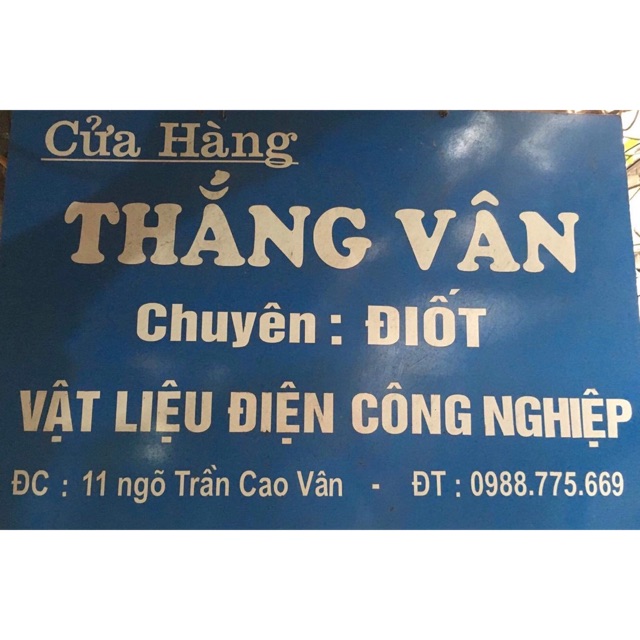 Cửa Hàng
THẮNG VÂN
Chuyên : ĐIỐT
VẬT LIỆU ĐIỆN CÔNG NGHIỆP
ĐC : 11 ngõ Trần Cao Vân - ĐT : 0988.775.669